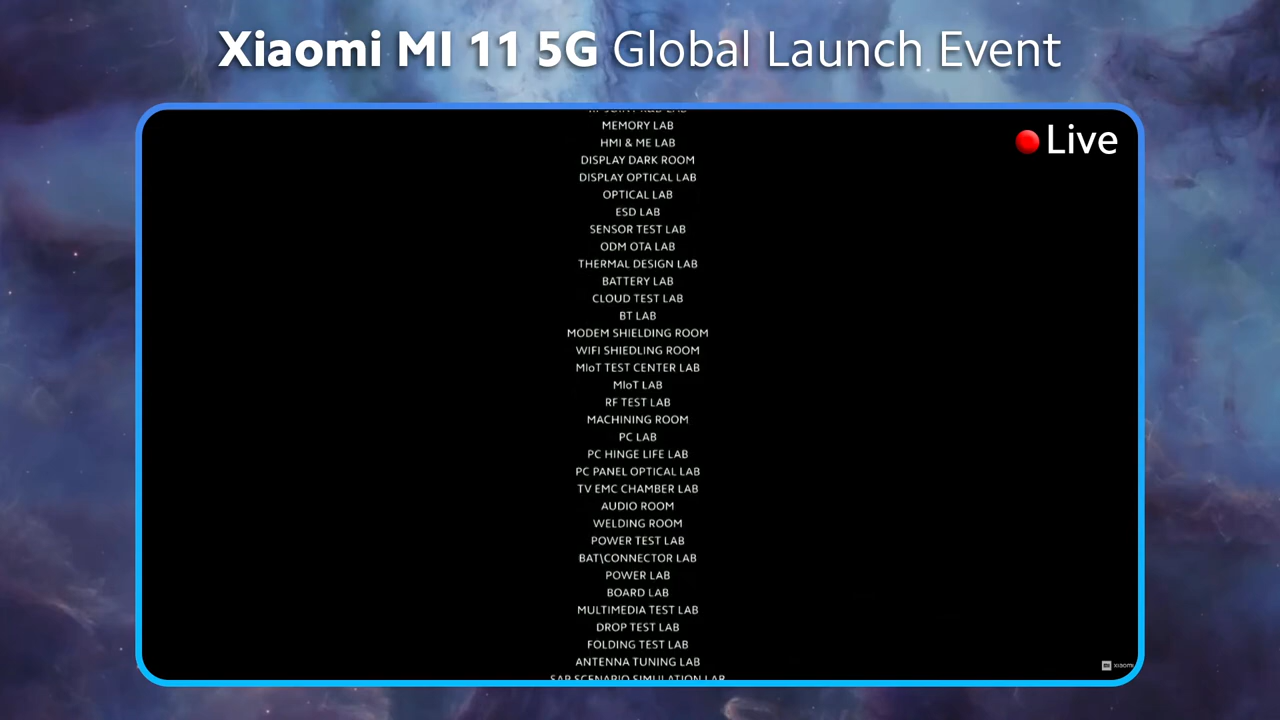 Xiaomi MI 11 5G Global Launch Event
Live
MEMORY LAB
HMI & ME LAB
DISPLAY DARK ROOM
DISPLAY OPTICAL LAB
OPTICAL LAB
ESD LAB
SENSOR TEST LAB
ODM OTA LAB
THERMAL DESIGN LAB
BATTERY LAB
CLOUD TEST LAB
BT LAB
MODEM SHIELDING ROOM
WIFI SHIEDLING ROOM
MIoT TEST CENTER LAB
MIoT LAB
RF TEST LAB
MACHINING ROOM
PC LAB
PC HINGE LIFE LAB
PC PANEL OPTICAL LAB
TV EMC CHAMBER LAB
AUDIO ROOM
WELDING ROOM
POWER TEST LAB
BAT\CONNECTOR LAB
POWER LAB
BOARD LAB
MULTIMEDIA TEST LAB
DROP TEST LAB
FOLDING TEST LAB
ANTENNA TUNING LAB
SAR SCENARIO SIMULATION LAB
xiaomi